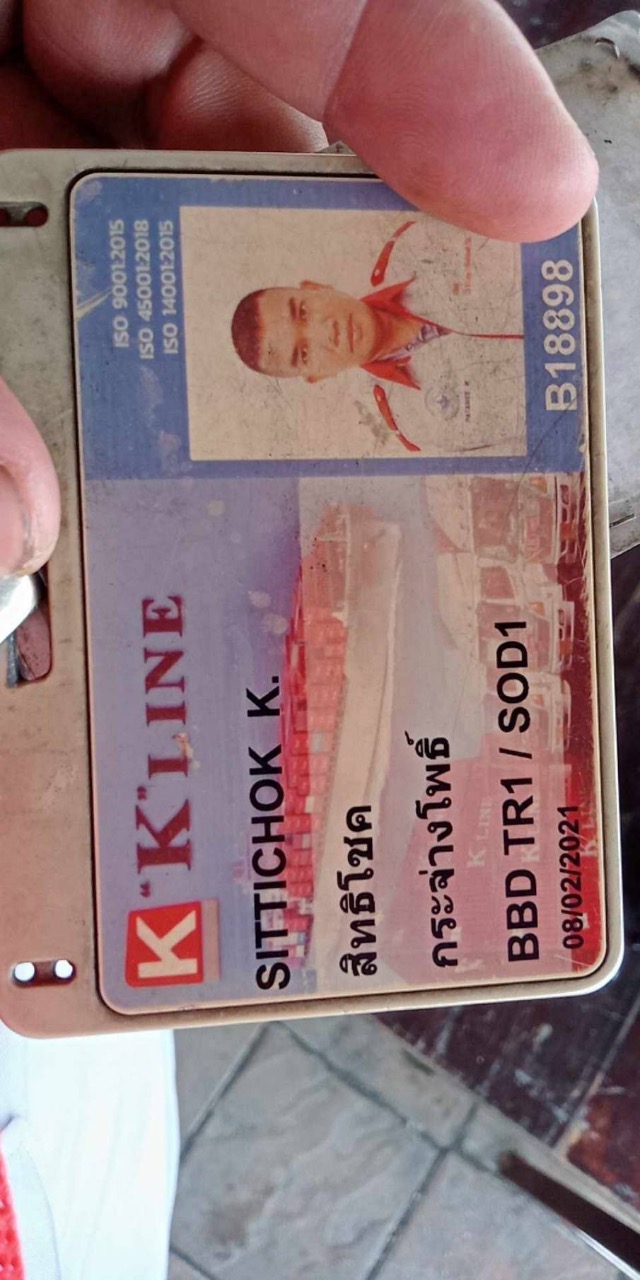 K "K" LINE
SITTICHOK K.
สิทธิโชค
กระจ่างโพธิ์
BBD TR1 / SOD1
08/02/2021
ISO 9001:2015
ISO 45001:2018
ISO 14001:2015
B18898
K LINE